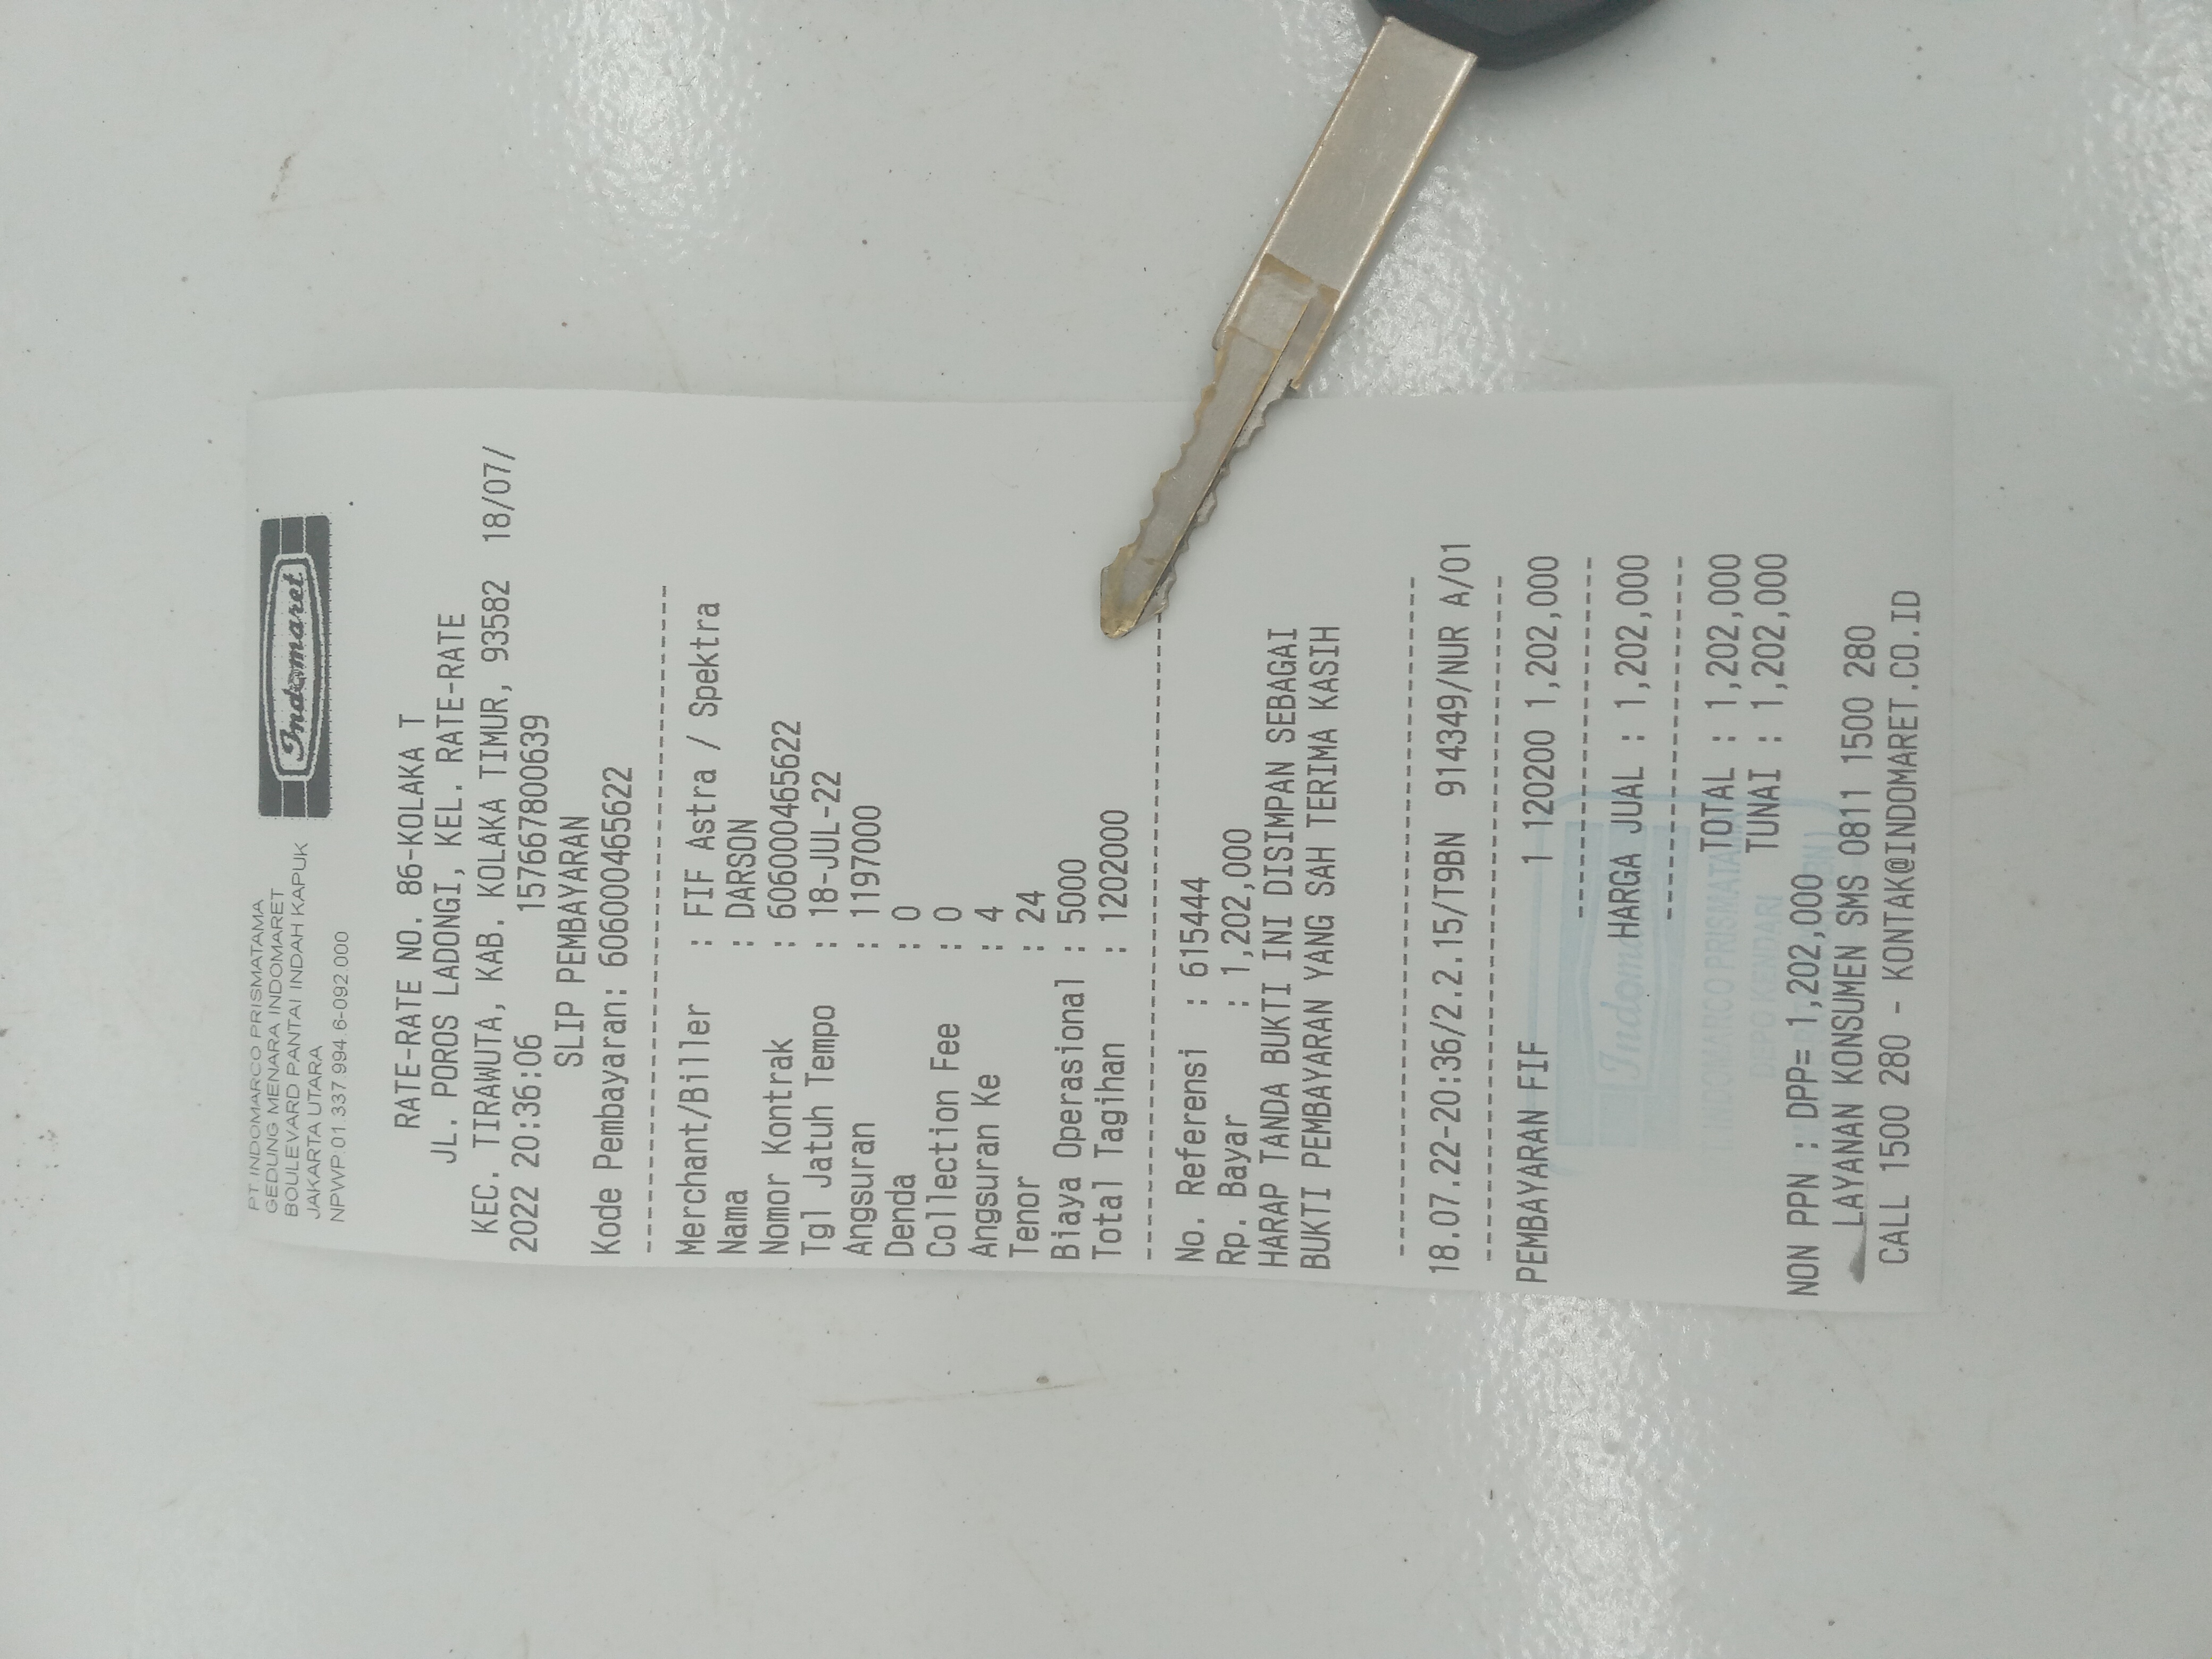 PT INDOMARCO PRISMATAMA
GEDUNG MENARA INDOMARET
BOULEVARD PANTAI INDAH KAPUK
JAKARTA UTARA
NPWP:01.337.994.6-092.000
Indomaret
RATE-RATE NO. 86-KOLAKA T
JL. POROS LADONGI, KEL. RATE-RATE
KEC. TIRAWUTA, KAB. KOLAKA TIMUR, 93582 18/07/
2022 20:36:06 1576678006​39
SLIP PEMBAYARAN
Kode Pembayaran: 606000465622
Merchant/Biller : FIF Astra / Spektra
Nama : DARSON
Nomor Kontrak : 606000465622
Tgl Jatuh Tempo : 18-JUL-22
Angsuran : 1197000
Denda : 0
Collection Fee : 0
Angsuran Ke : 4
Tenor : 24
Biaya Operasional : 5000
Total Tagihan : 1202000
No. Referensi : 615444
Rp. Bayar : 1,202,000
HARAP TANDA BUKTI INI DISIMPAN SEBAGAI
BUKTI PEMBAYARAN YANG SAH TERIMA KASIH
18.07.22-20:36/2.2.15/T9BN 914349/NUR A/01
PEMBAYARAN FIF 1 120200 1,202,000
HARGA JUAL : 1,202,000
TOTAL : 1,202,000
TUNAI : 1,202,000
NON PPN : DPP= 1,202,000
LAYANAN KONSUMEN SMS 0811 1500 280
CALL 1500 280 - KONTAK@INDOMARET.CO.ID
INDOMARCO PRISMATAMA
DEPO KENDARI